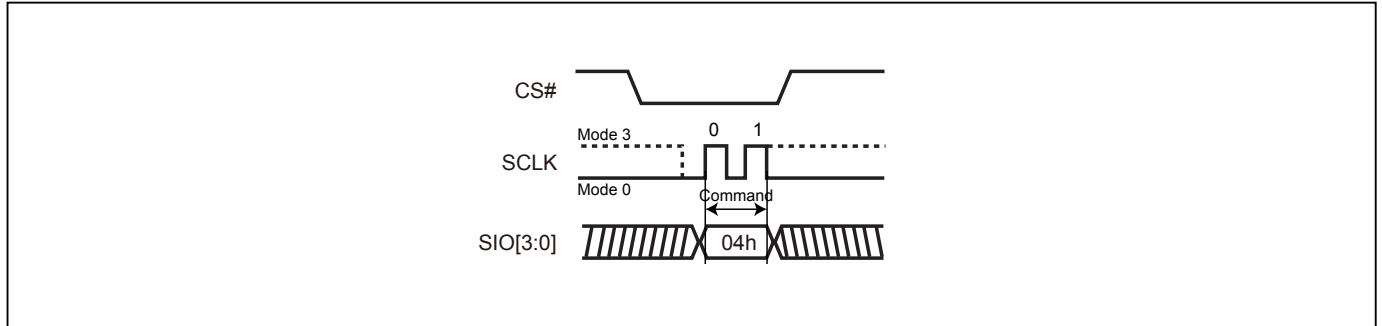 CS#
Mode 3
0 1
SCLK
Mode 0
Command
SIO[3:0]
04h